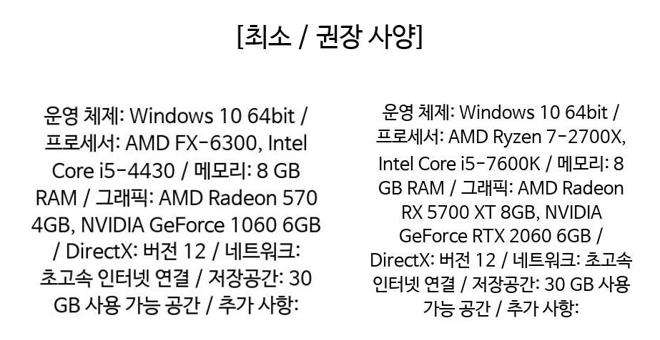 [최소 / 권장 사양]
운영 체제: Windows 10 64bit /
프로세서: AMD FX-6300, Intel
Core i5-4430 / 메모리: 8 GB
RAM / 그래픽: AMD Radeon 570
4GB, NVIDIA GeForce 1060 6GB
/ DirectX: 버전 12 / 네트워크:
초고속 인터넷 연결 / 저장공간: 30
GB 사용 가능 공간 / 추가 사항:
운영 체제: Windows 10 64bit /
프로세서: AMD Ryzen 7-2700X,
Intel Core i5-7600K / 메모리: 8
GB RAM / 그래픽: AMD Radeon
RX 5700 XT 8GB, NVIDIA
GeForce RTX 2060 6GB /
DirectX: 버전 12 / 네트워크: 초고속
인터넷 연결 / 저장공간: 30 GB 사용
가능 공간 / 추가 사항: